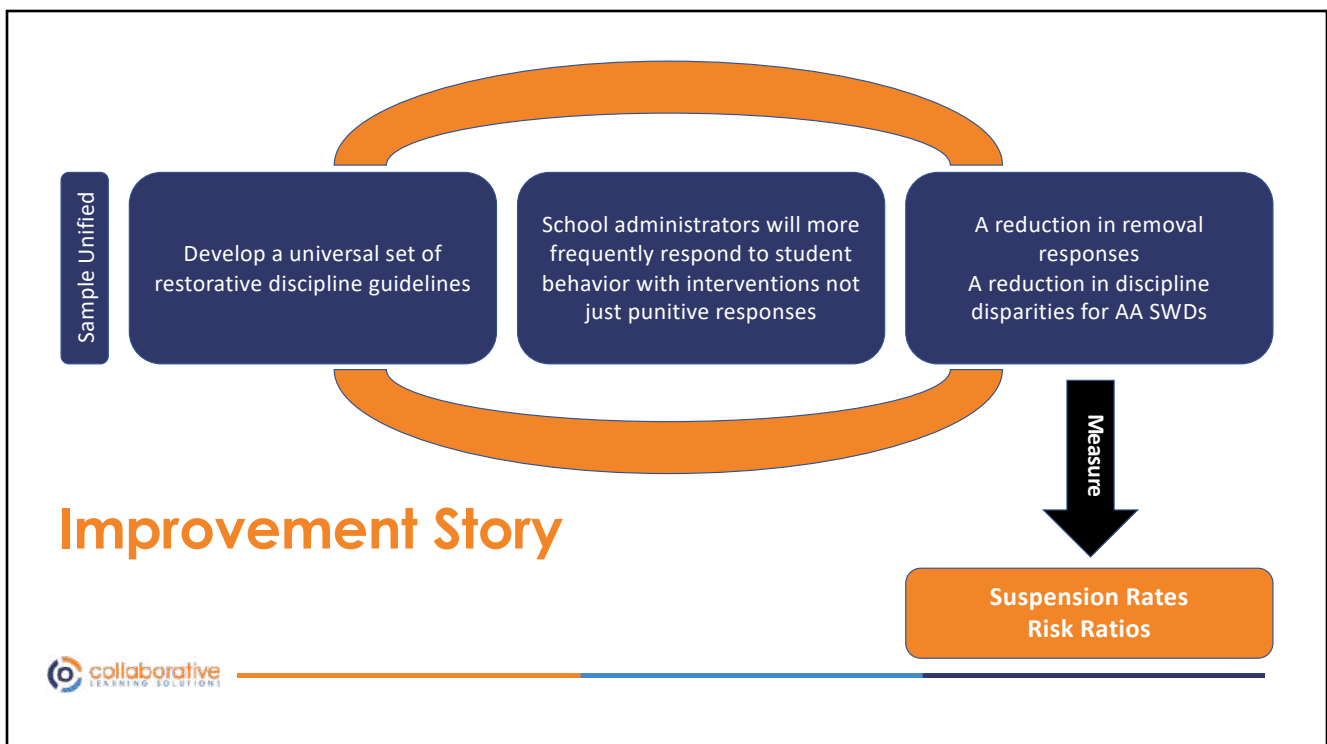 Sample Unified
Develop a universal set of
restorative discipline guidelines
School administrators will more
frequently respond to student
behavior with interventions not
just punitive responses
A reduction in removal
responses
A reduction in discipline
disparities for AA SWDs
Measure
Improvement Story
Suspension Rates
Risk Ratios
collaborative
LEARNING SOLUTIONS